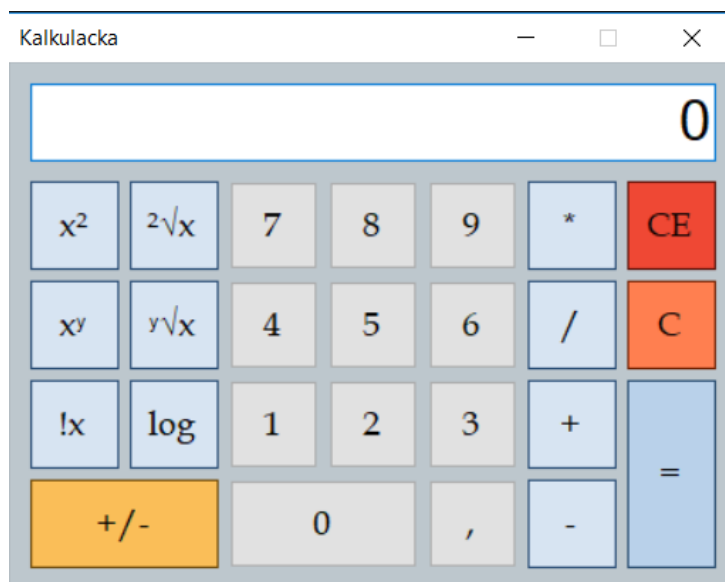 Kalkulacka
0
x² ²√x 7 8 9 * CE
xʸ ʸ√x 4 5 6 / C
!x log 1 2 3 + =
+/- 0 , -